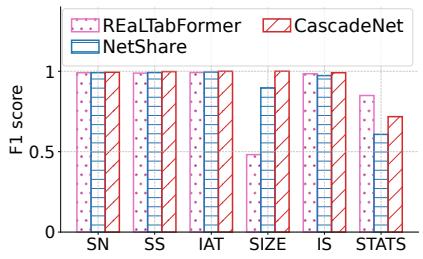 REaLTabFormer
CascadeNet
NetShare
F1 score
1
0.5
0
SN
SS
IAT
SIZE
IS
STATS